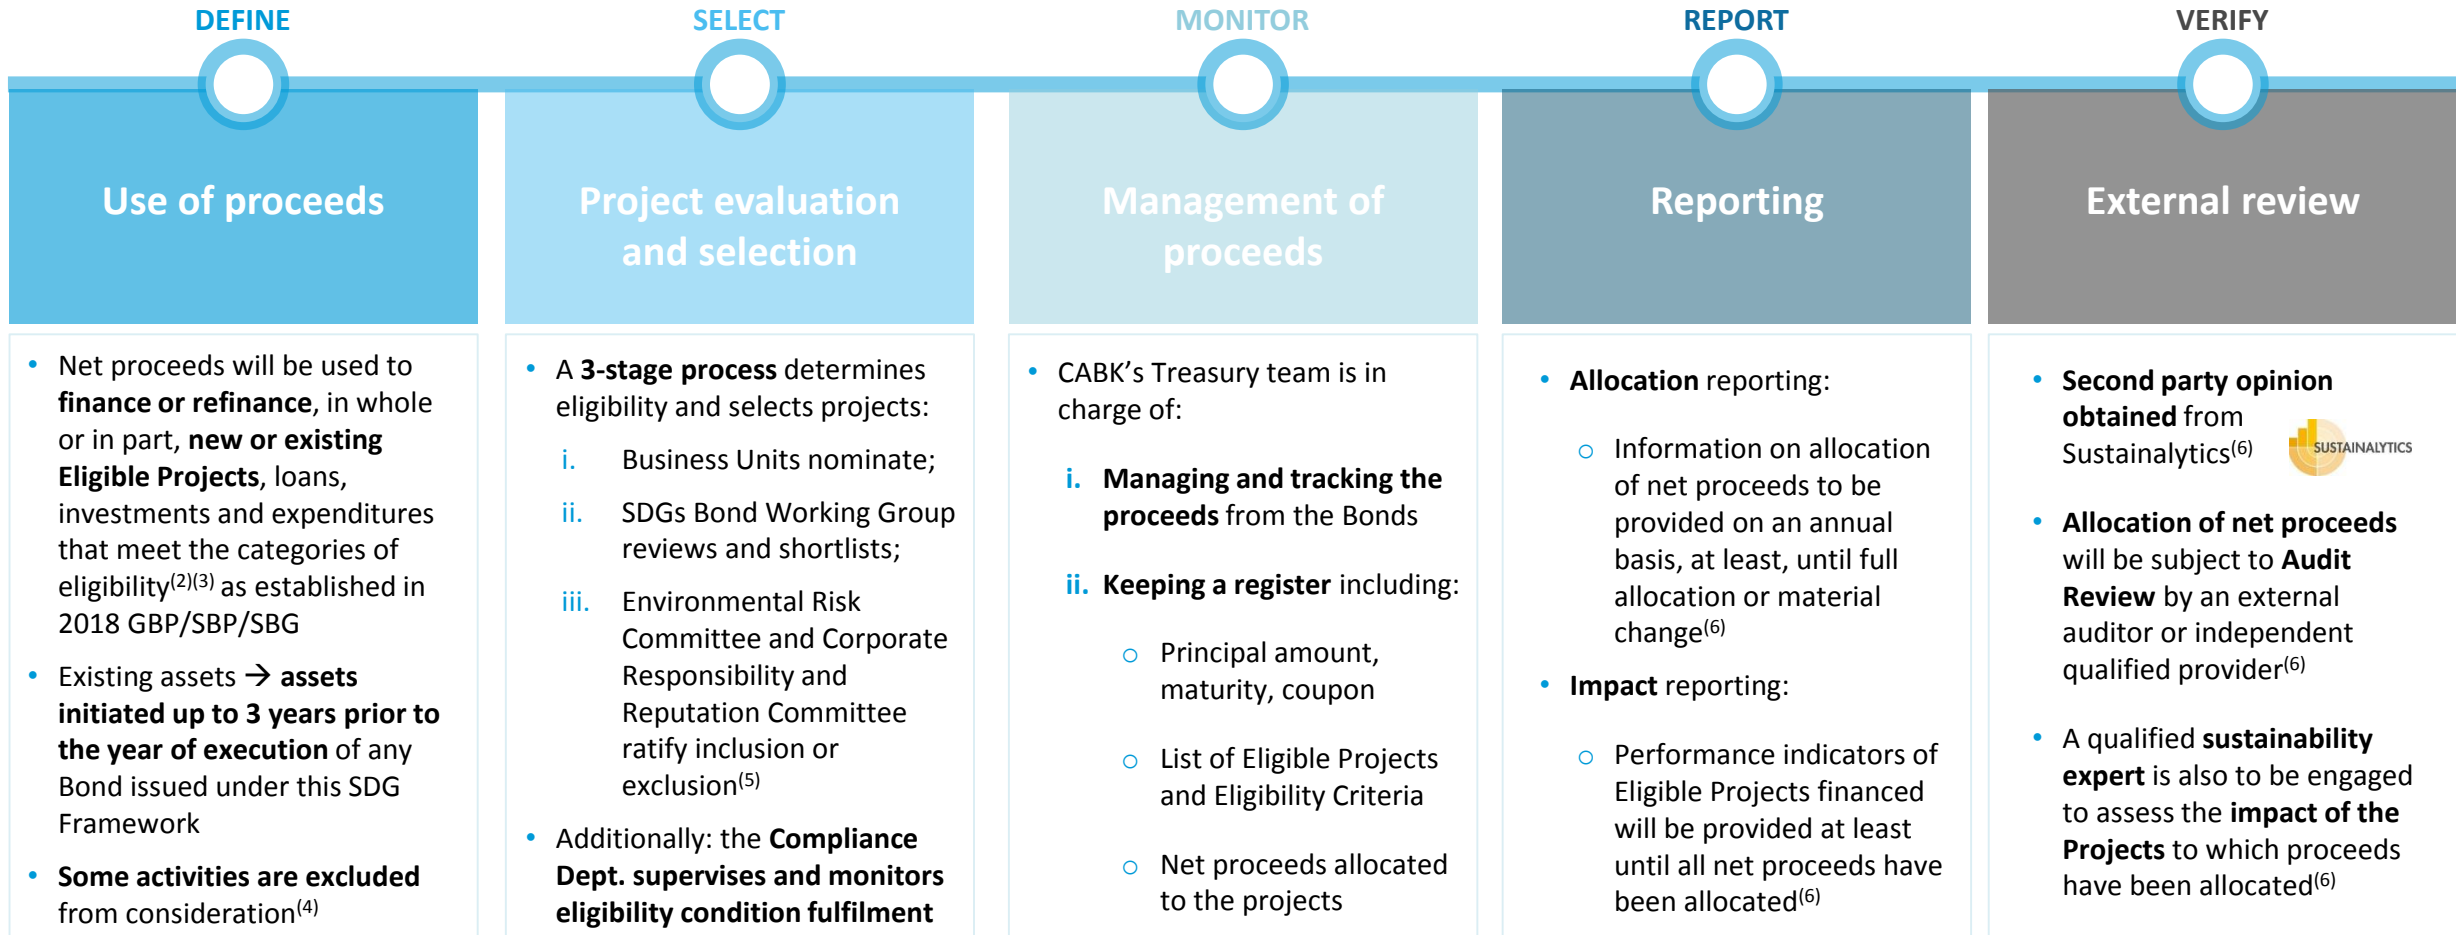 DEFINE
SELECT
MONITOR
REPORT
VERIFY
Use of proceeds
Project evaluation
and selection
Management of
proceeds
Reporting
External review
• Net proceeds will be used to
finance or refinance, in whole
or in part, new or existing
Eligible Projects, loans,
investments and expenditures
that meet the categories of
eligibility(2)(3) as established in
2018 GBP/SBP/SBG
• Existing assets → assets
initiated up to 3 years prior to
the year of execution of any
Bond issued under this SDG
Framework
• Some activities are excluded
from consideration(4)
• A 3-stage process determines
eligibility and selects projects:
i. Business Units nominate;
ii. SDGs Bond Working Group
reviews and shortlists;
iii. Environmental Risk
Committee and Corporate
Responsibility and
Reputation Committee
ratify inclusion or
exclusion(5)
• Additionally: the Compliance
Dept. supervises and monitors
eligibility condition fulfilment
• CABK's Treasury team is in
charge of:
i. Managing and tracking the
proceeds from the Bonds
ii. Keeping a register including:
o Principal amount,
maturity, coupon
o List of Eligible Projects
and Eligibility Criteria
o Net proceeds allocated
to the projects
• Allocation reporting:
o Information on allocation
of net proceeds to be
provided on an annual
basis, at least, until full
allocation or material
change(6)
• Impact reporting:
o Performance indicators of
Eligible Projects financed
will be provided at least
until all net proceeds have
been allocated(6)
• Second party opinion
obtained from
Sustainalytics(6)
SUSTAINALYTICS
• Allocation of net proceeds
will be subject to Audit
Review by an external
auditor or independent
qualified provider(6)
• A qualified sustainability
expert is also to be engaged
to assess the impact of the
Projects to which proceeds
have been allocated(6)